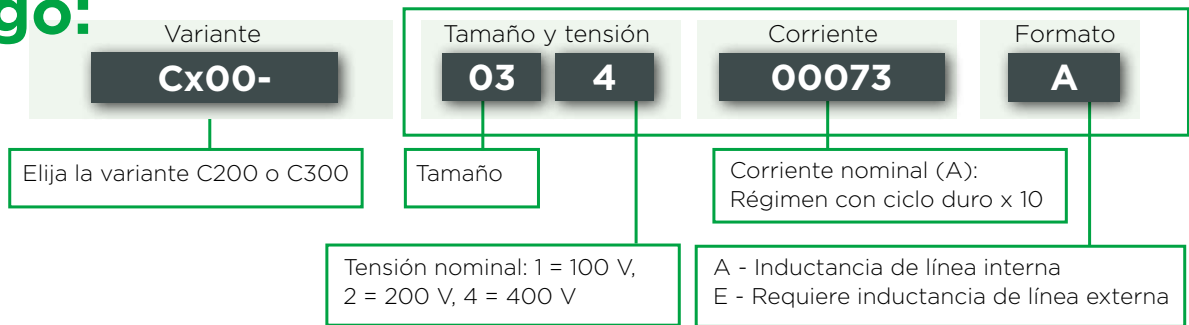 go:
Variante
Tamaño y tensión
Corriente
Formato
Cx00-
03
4
00073
A
Elija la variante C200 o C300
Tamaño
Corriente nominal (A):
Régimen con ciclo duro x 10
Tensión nominal: 1 = 100 V,
2 = 200 V, 4 = 400 V
A - Inductancia de línea interna
E - Requiere inductancia de línea externa